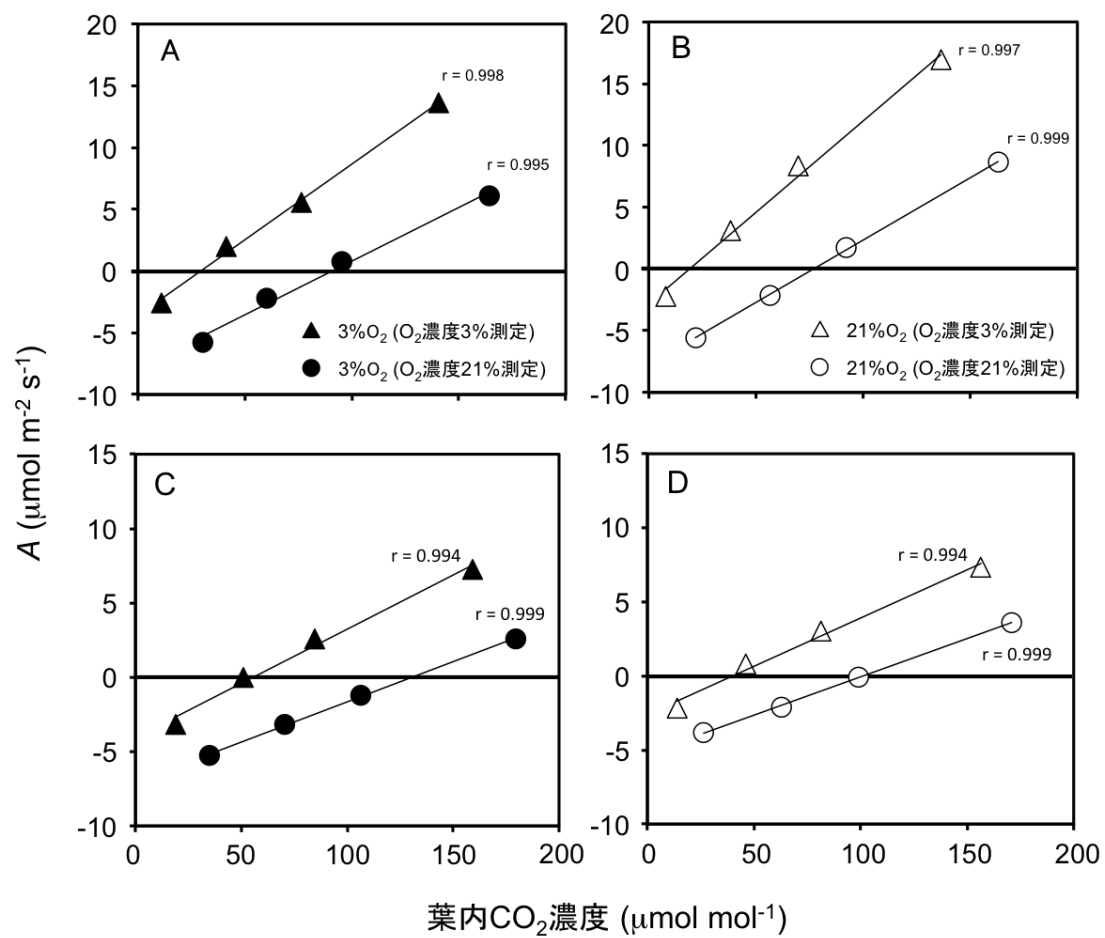 A (μmol m-2 s-1)
20
15
10
5
0
-5
-10
A
r = 0.998
r = 0.995
3%O2 (O2濃度3%測定)
3%O2 (O2濃度21%測定)
20
15
10
5
0
-5
-10
B
r = 0.997
r = 0.999
21%O2 (O2濃度3%測定)
21%O2 (O2濃度21%測定)
15
10
5
0
-5
-10
C
r = 0.994
r = 0.999
0 50 100 150 200
15
10
5
0
-5
-10
D
r = 0.994
r = 0.999
0 50 100 150 200
葉内CO2濃度 (μmol mol-1)